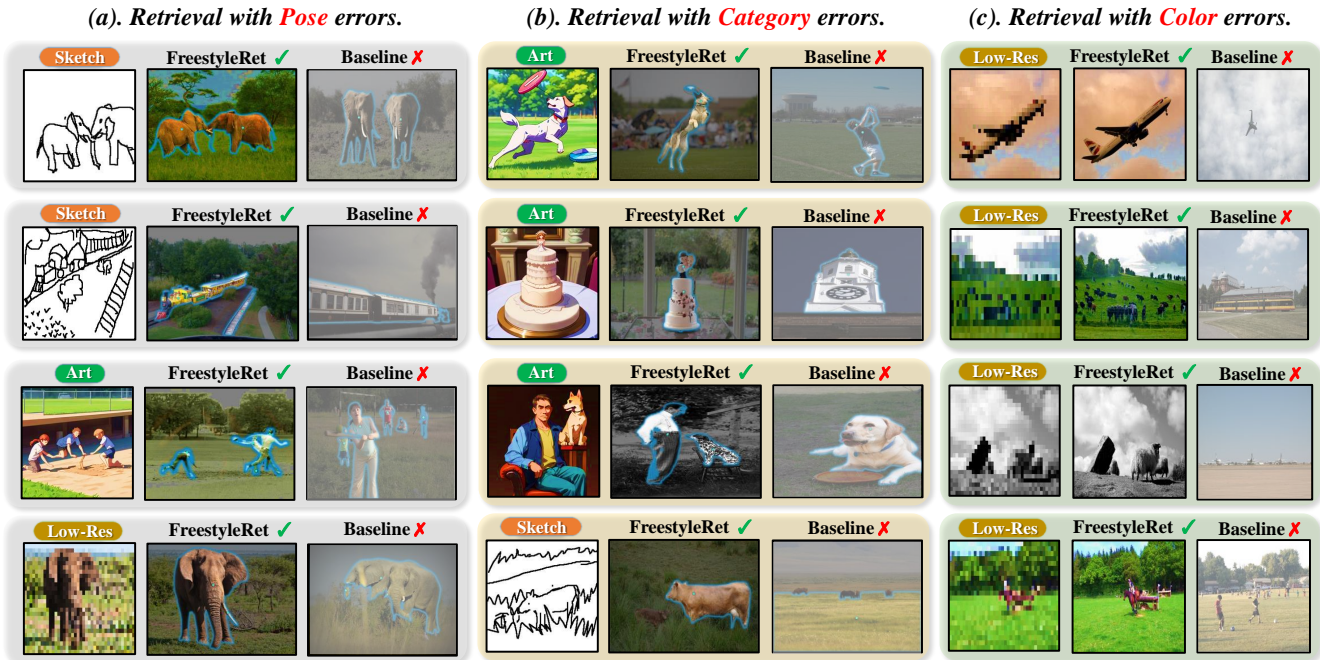 (a). Retrieval with Pose errors.
Sketch FreestyleRet ✓ Baseline ✗
Sketch FreestyleRet ✓ Baseline ✗
Art FreestyleRet ✓ Baseline ✗
Low-Res FreestyleRet ✓ Baseline ✗
(b). Retrieval with Category errors.
Art FreestyleRet ✓ Baseline ✗
Art FreestyleRet ✓ Baseline ✗
Art FreestyleRet ✓ Baseline ✗
Sketch FreestyleRet ✓ Baseline ✗
(c). Retrieval with Color errors.
Low-Res FreestyleRet ✓ Baseline ✗
Low-Res FreestyleRet ✓ Baseline ✗
Low-Res FreestyleRet ✓ Baseline ✗
Low-Res FreestyleRet ✓ Baseline ✗